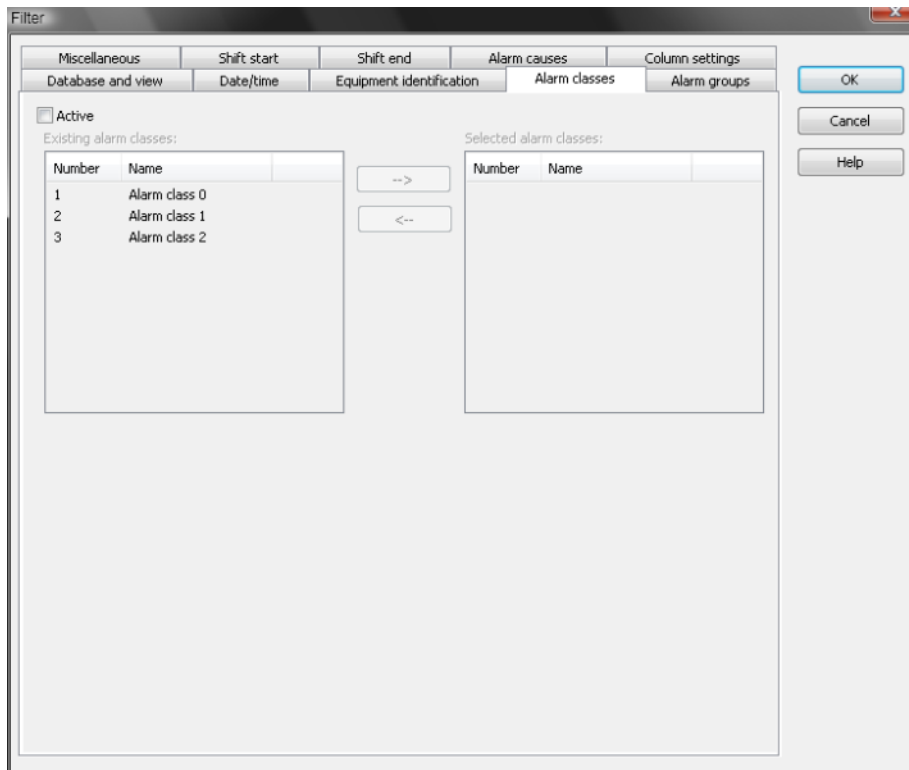 Filter
Miscellaneous Shift start Shift end Alarm causes Column settings
Database and view Date/time Equipment identification Alarm classes Alarm groups
OK
Cancel
Help
Active
Existing alarm classes:
Number Name
1 Alarm class 0
2 Alarm class 1
3 Alarm class 2
-->
<--
Selected alarm classes:
Number Name